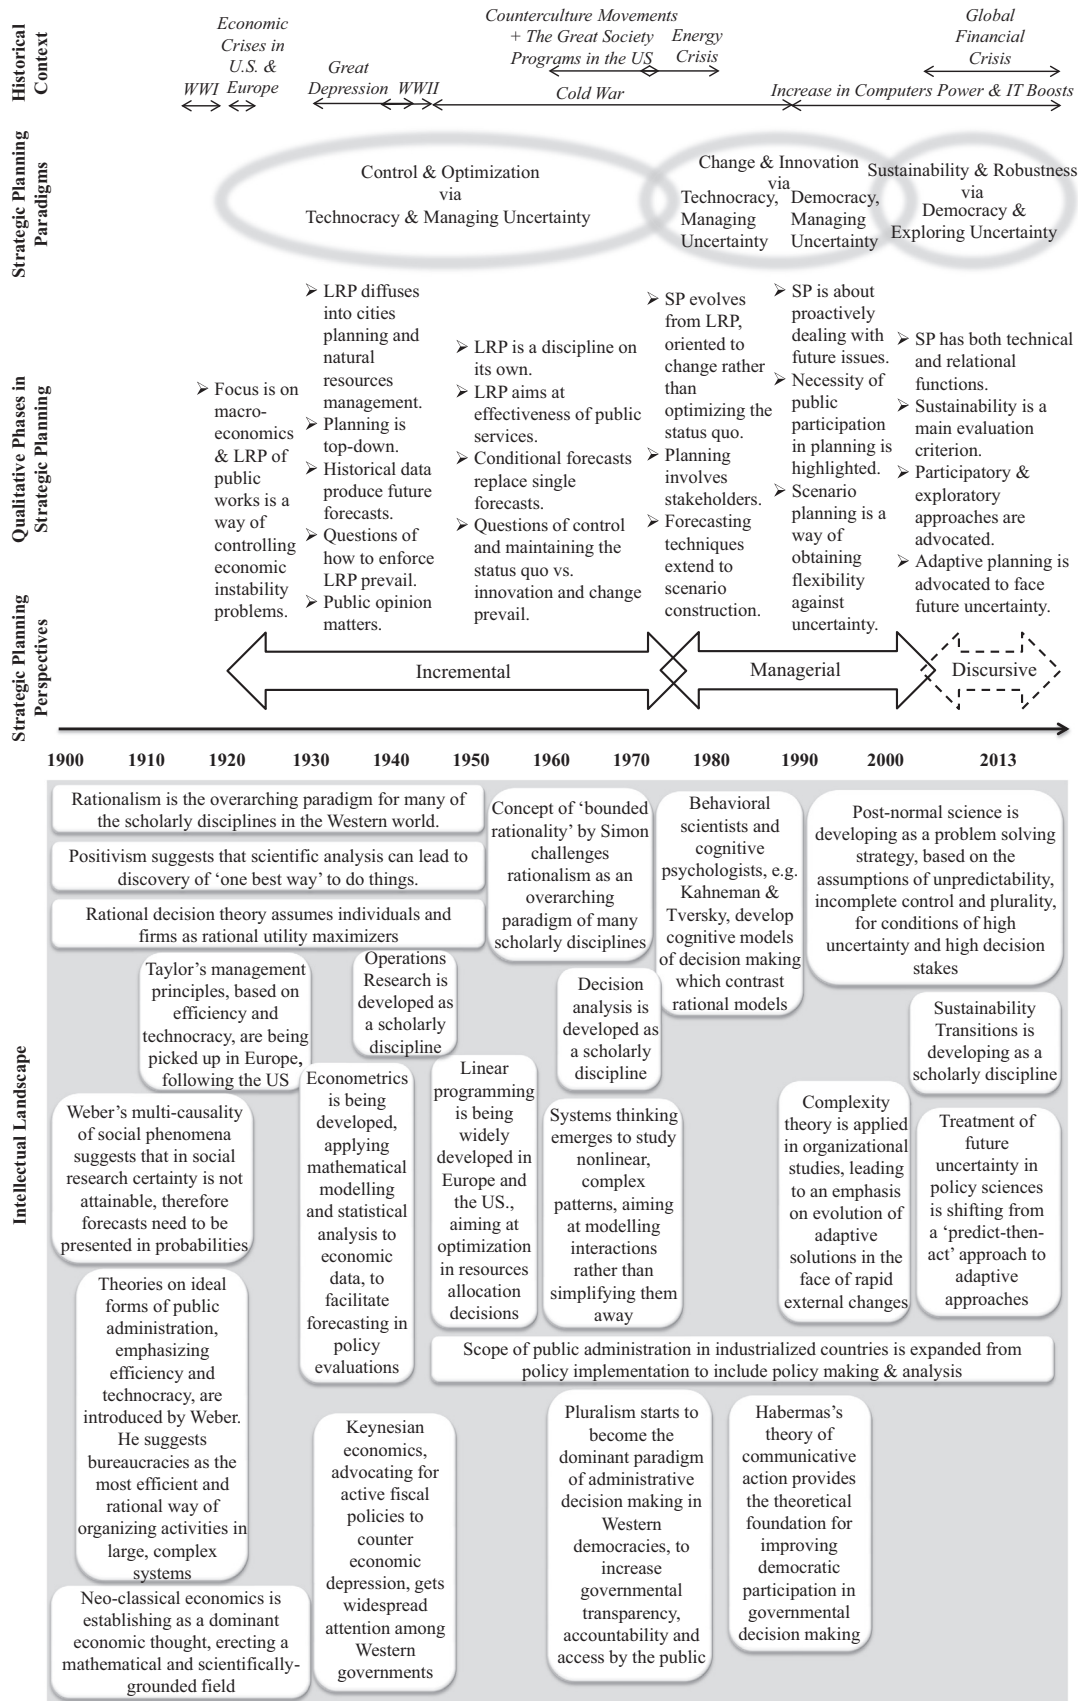 Historical
Context
Economic
Crises in
U.S. &
Europe
WWI
Great
Depression
WWII
Counterculture Movements
+ The Great Society
Programs in the US
Energy
Crisis
Cold War
Global
Financial
Crisis
Increase in Computers Power & IT Boosts
Strategic Planning
Paradigms
Control & Optimization
via
Technocracy & Managing Uncertainty
Change & Innovation
via
Technocracy,
Managing
Uncertainty
Democracy,
Managing
Uncertainty
Sustainability & Robustness
via
Democracy &
Exploring Uncertainty
Qualitative Phases in
Strategic Planning
➢ Focus is on
macro-
economics
& LRP of
public
works is a
way of
controlling
economic
instability
problems.
➢ LRP diffuses
into cities
planning and
natural
resources
management.
➢ Planning is
top-down.
➢ Historical data
produce future
forecasts.
➢ Questions of
how to enforce
LRP prevail.
➢ Public opinion
matters.
➢ LRP is a discipline on
its own.
➢ LRP aims at
effectiveness of public
services.
➢ Conditional forecasts
replace single
forecasts.
➢ Questions of control
and maintaining the
status quo vs.
innovation and change
prevail.
➢ SP evolves
from LRP,
oriented to
change rather
than
optimizing the
status quo.
➢ Planning
involves
stakeholders.
➢ Forecasting
techniques
extend to
scenario
construction.
➢ SP is about
proactively
dealing with
future issues.
➢ Necessity of
public
participation
in planning is
highlighted.
➢ Scenario
planning is a
way of
obtaining
flexibility
against
uncertainty.
➢ SP has both technical
and relational
functions.
➢ Sustainability is a
main evaluation
criterion.
➢ Participatory &
exploratory
approaches are
advocated.
➢ Adaptive planning is
advocated to face
future uncertainty.
Strategic Planning
Perspectives
Incremental
Managerial
Discursive
1900 1910 1920 1930 1940 1950 1960 1970 1980 1990 2000 2013
Intellectual Landscape
Rationalism is the overarching paradigm for many of
the scholarly disciplines in the Western world.
Positivism suggests that scientific analysis can lead to
discovery of ‘one best way’ to do things.
Rational decision theory assumes individuals and
firms as rational utility maximizers
Concept of ‘bounded
rationality’ by Simon
challenges
rationalism as an
overarching
paradigm of many
scholarly disciplines
Behavioral
scientists and
cognitive
psychologists, e.g.
Kahneman &
Tversky, develop
cognitive models
of decision making
which contrast
rational models
Post-normal science is
developing as a problem solving
strategy, based on the
assumptions of unpredictability,
incomplete control and plurality,
for conditions of high
uncertainty and high decision
stakes
Taylor’s management
principles, based on
efficiency and
technocracy, are being
picked up in Europe,
following the US
Operations
Research is
developed as
a scholarly
discipline
Decision
analysis is
developed as
a scholarly
discipline
Sustainability
Transitions is
developing as a
scholarly discipline
Weber’s multi-causality
of social phenomena
suggests that in social
research certainty is not
attainable, therefore
forecasts need to be
presented in probabilities
Econometrics
is being
developed,
applying
mathematical
modelling
and statistical
analysis to
economic
data, to
facilitate
forecasting in
policy
evaluations
Linear
programming
is being
widely
developed in
Europe and
the US.,
aiming at
optimization
in resources
allocation
decisions
Systems thinking
emerges to study
nonlinear,
complex
patterns, aiming
at modelling
interactions
rather than
simplifying them
away
Complexity
theory is applied
in organizational
studies, leading
to an emphasis
on evolution of
adaptive
solutions in the
face of rapid
external changes
Treatment of
future
uncertainty in
policy sciences
is shifting from
a ‘predict-then-
act’ approach to
adaptive
approaches
Theories on ideal
forms of public
administration,
emphasizing
efficiency and
technocracy, are
introduced by Weber.
He suggests
bureaucracies as the
most efficient and
rational way of
organizing activities in
large, complex
systems
Scope of public administration in industrialized countries is expanded from
policy implementation to include policy making & analysis
Keynesian
economics,
advocating for
active fiscal
policies to
counter
economic
depression, gets
widespread
attention among
Western
governments
Pluralism starts to
become the
dominant paradigm
of administrative
decision making in
Western
democracies, to
increase
governmental
transparency,
accountability and
access by the public
Habermas’s
theory of
communicative
action provides
the theoretical
foundation for
improving
democratic
participation in
governmental
decision making
Neo-classical economics is
establishing as a dominant
economic thought, erecting a
mathematical and scientifically-
grounded field